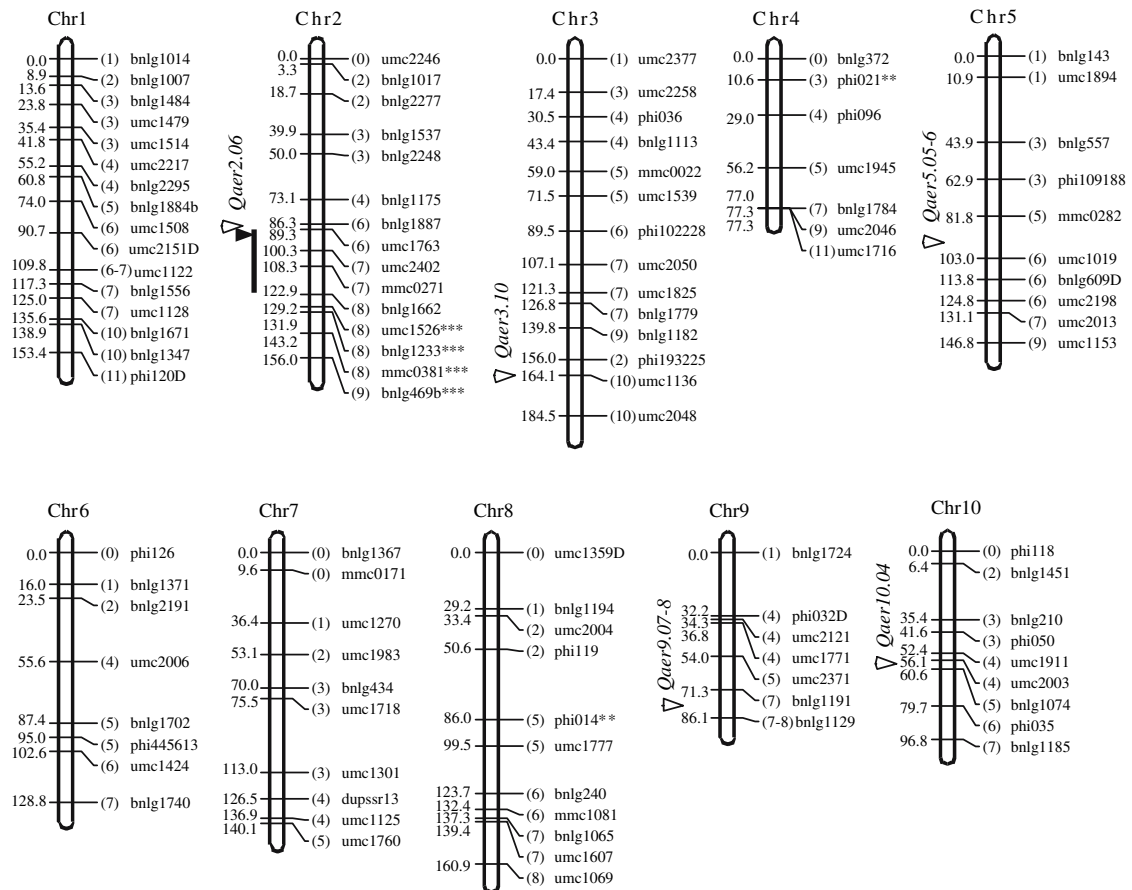 Chr1
0.0 (1) bnlg1014
8.9 (2) bnlg1007
13.6 (3) bnlg1484
23.8 (3) umc1479
35.4 (3) umc1514
41.8 (4) umc2217
55.2 (4) bnlg2295
60.8 (5) bnlg1884b
74.0 (6) umc1508
90.7 (6) umc2151D
109.8 (6-7) umc1122
117.3 (7) bnlg1556
125.0 (7) umc1128
135.6 (10) bnlg1671
138.9 (10) bnlg1347
153.4 (11) phi120D
Chr2
Qaer2.06
0.0 (0) umc2246
3.3 (2) bnlg1017
18.7 (2) bnlg2277
39.9 (3) bnlg1537
50.0 (3) bnlg2248
73.1 (4) bnlg1175
86.3 (6) bnlg1887
89.3 (6) umc1763
100.3 (7) umc2402
108.3 (7) mmc0271
122.9 (8) bnlg1662
129.2 (8) umc1526***
131.9 (8) bnlg1233***
143.2 (8) mmc0381***
156.0 (9) bnlg469b***
Chr3
Qaer3.10
0.0 (1) umc2377
17.4 (3) umc2258
30.5 (4) phi036
43.4 (4) bnlg1113
59.0 (5) mmc0022
71.5 (5) umc1539
89.5 (6) phi102228
107.1 (7) umc2050
121.3 (7) umc1825
126.8 (7) bnlg1779
139.8 (9) bnlg1182
156.0 (2) phi193225
164.1 (10) umc1136
184.5 (10) umc2048
Chr4
0.0 (0) bnlg372
10.6 (3) phi021**
29.0 (4) phi096
56.2 (5) umc1945
77.0 (7) bnlg1784
77.3 (9) umc2046
77.3 (11) umc1716
Chr5
Qaer5.05-6
0.0 (1) bnlg143
10.9 (1) umc1894
43.9 (3) bnlg557
62.9 (3) phi109188
81.8 (5) mmc0282
103.0 (6) umc1019
113.8 (6) bnlg609D
124.8 (6) umc2198
131.1 (7) umc2013
146.8 (9) umc1153
Chr6
0.0 (0) phi126
16.0 (1) bnlg1371
23.5 (2) bnlg2191
55.6 (4) umc2006
87.4 (5) bnlg1702
95.0 (5) phi445613
102.6 (6) umc1424
128.8 (7) bnlg1740
Chr7
0.0 (0) bnlg1367
9.6 (0) mmc0171
36.4 (1) umc1270
53.1 (2) umc1983
70.0 (3) bnlg434
75.5 (3) umc1718
113.0 (3) umc1301
126.5 (4) dupssr13
136.9 (4) umc1125
140.1 (5) umc1760
Chr8
0.0 (0) umc1359D
29.2 (1) bnlg1194
33.4 (2) umc2004
50.6 (2) phi119
86.0 (5) phi014**
99.5 (5) umc1777
123.7 (6) bnlg240
132.4 (6) mmc1081
137.3 (7) bnlg1065
139.4 (7) umc1607
160.9 (8) umc1069
Chr9
Qaer9.07-8
0.0 (1) bnlg1724
32.2 (4) phi032D
34.3 (4) umc2121
36.8 (4) umc1771
54.0 (5) umc2371
71.3 (7) bnlg1191
86.1 (7-8) bnlg1129
Chr10
Qaer10.04
0.0 (0) phi118
6.4 (2) bnlg1451
35.4 (3) bnlg210
41.6 (3) phi050
52.4 (4) umc1911
56.1 (4) umc2003
60.6 (5) bnlg1074
79.7 (6) phi035
96.8 (7) bnlg1185